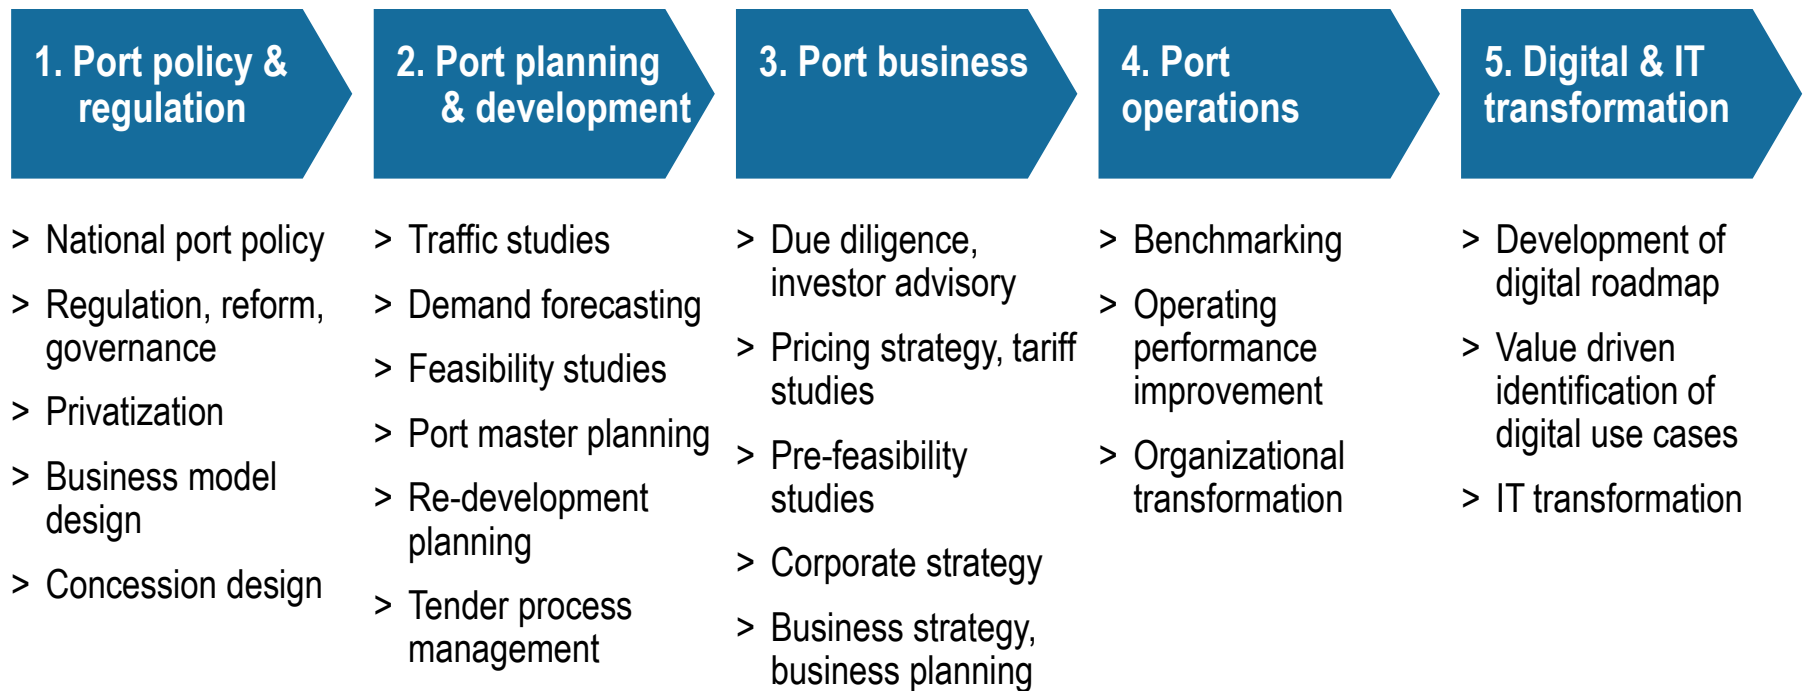 1. Port policy &
regulation
> National port policy
> Regulation, reform,
governance
> Privatization
> Business model
design
> Concession design
2. Port planning
& development
> Traffic studies
> Demand forecasting
> Feasibility studies
> Port master planning
> Re-development
planning
> Tender process
management
3. Port business
> Due diligence,
investor advisory
> Pricing strategy, tariff
studies
> Pre-feasibility
studies
> Corporate strategy
> Business strategy,
business planning
4. Port
operations
> Benchmarking
> Operating
performance
improvement
> Organizational
transformation
5. Digital & IT
transformation
> Development of
digital roadmap
> Value driven
identification of
digital use cases
> IT transformation